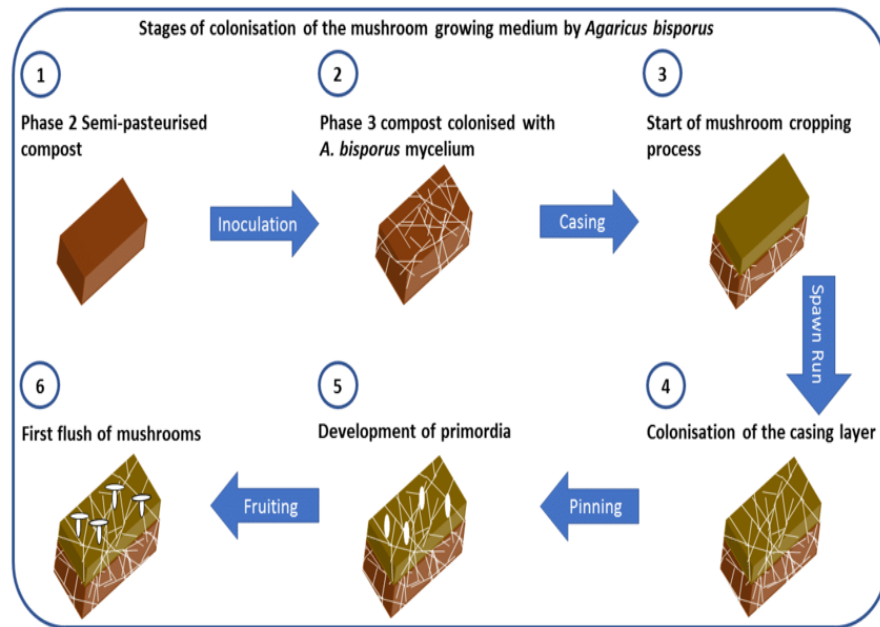 Stages of colonisation of the mushroom growing medium by Agaricus bisporus
1
Phase 2 Semi-pasteurised
compost
Inoculation
2
Phase 3 compost colonised with
A. bisporus mycelium
Casing
3
Start of mushroom cropping
process
Spawn Run
4
Colonisation of the casing layer
Pinning
5
Development of primordia
Fruiting
6
First flush of mushrooms